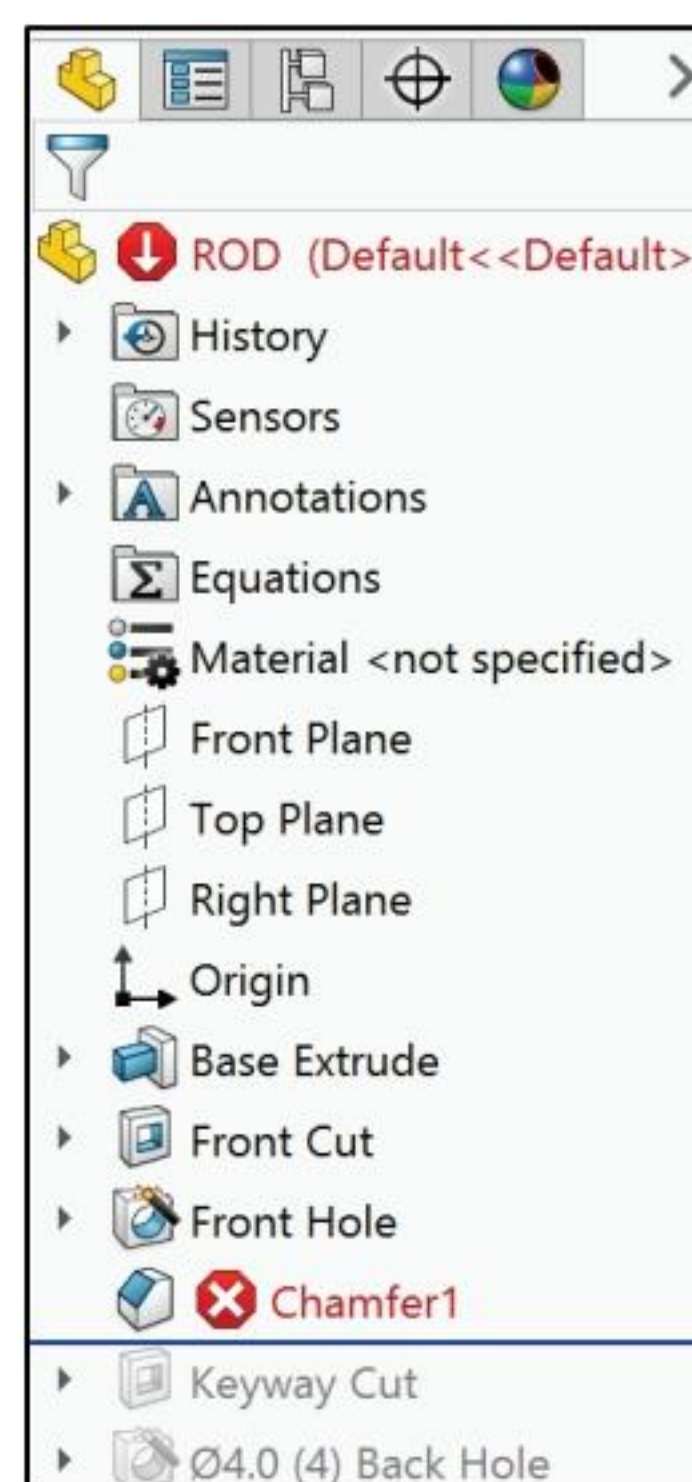 ROD (Default<<Default>
History
Sensors
Annotations
Equations
Material <not specified>
Front Plane
Top Plane
Right Plane
Origin
Base Extrude
Front Cut
Front Hole
Chamfer1
Keyway Cut
Ø4.0 (4) Back Hole